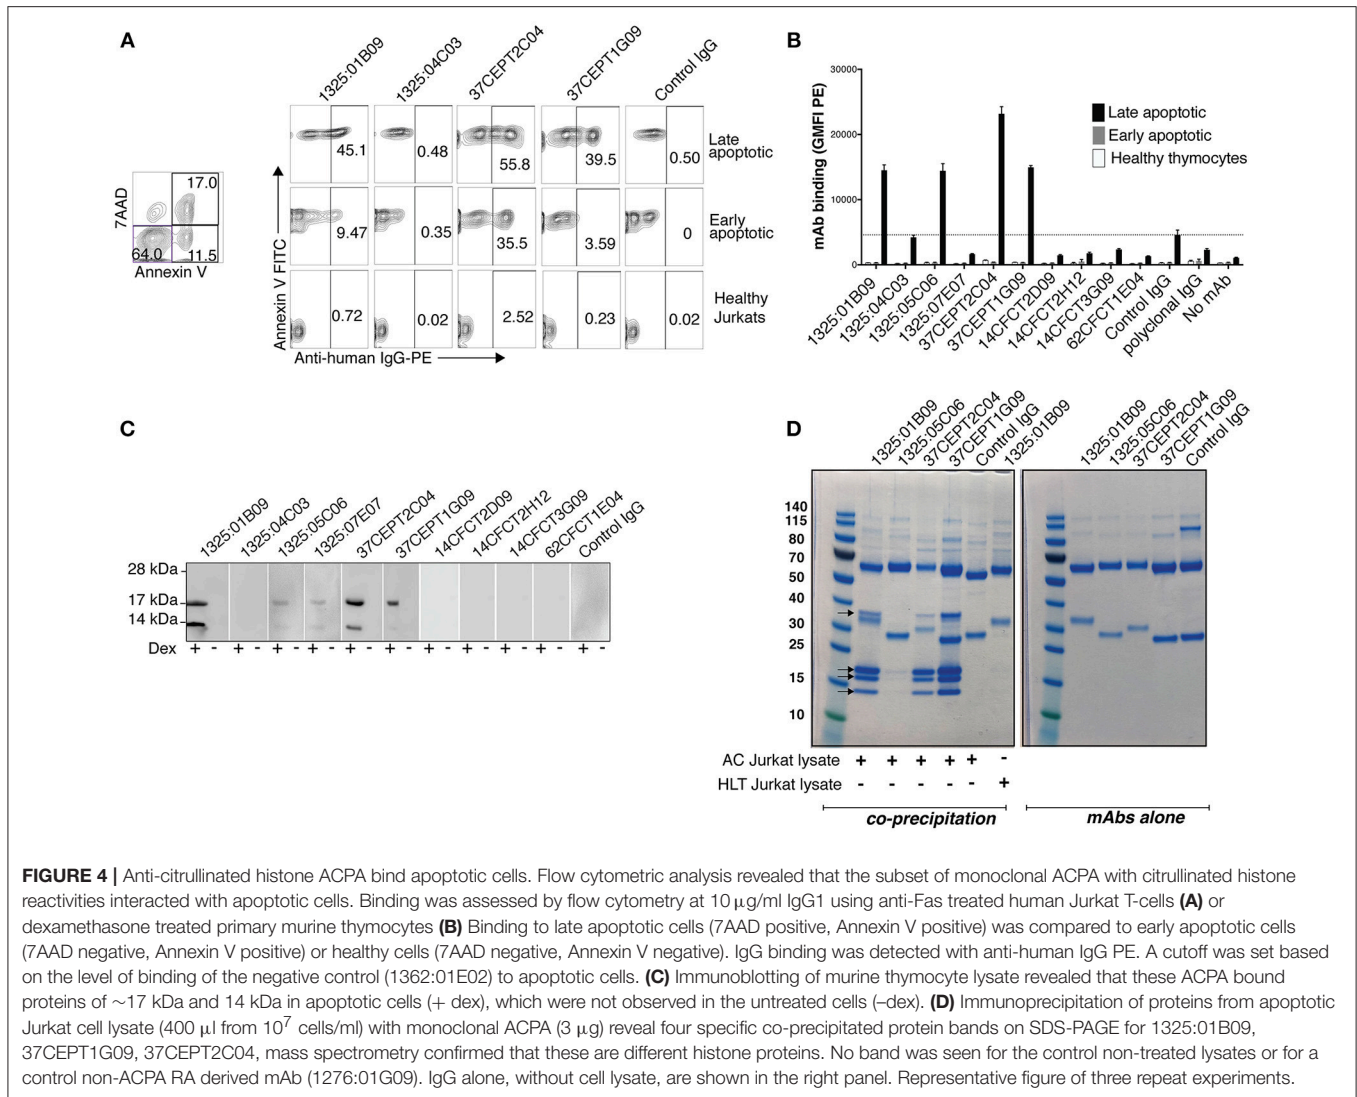 A
1325:01B09
1325:04C03
37CEPT2C04
37CEPT1G09
Control IgG
7AAD
17.0
64.0
11.5
Annexin V
Annexin V FITC
45.1
0.48
55.8
39.5
0.50
Late
apoptotic
9.47
0.35
35.5
3.59
0
Early
apoptotic
0.72
0.02
2.52
0.23
0.02
Healthy
Jurkats
Anti-human IgG-PE
B
mAb binding (GMFI PE)
30000
20000
10000
0
Late apoptotic
Early apoptotic
Healthy thymocytes
1325:01B09
1325:04C03
1325:05C06
1325:07E07
37CEPT2C04
37CEPT1G09
14CFCT2D09
14CFCT2H12
14CFCT3G09
62CFCT1E04
Control IgG
polyclonal IgG
No mAb
C
1325:01B09
1325:04C03
1325:05C06
1325:07E07
37CEPT2C04
37CEPT1G09
14CFCT2D09
14CFCT2H12
14CFCT3G09
62CFCT1E04
Control IgG
28 kDa
17 kDa
14 kDa
Dex + - + - + - + - + - + - + - + - + - + - + -
D
1325:01B09
1325:05C06
37CEPT2C04
37CEPT1G09
Control IgG
1325:01B09
1325:01B09
1325:05C06
37CEPT2C04
37CEPT1G09
Control IgG
140
115
80
70
50
40
30
25
15
10
AC Jurkat lysate + + + + + -
HLT Jurkat lysate - - - - - +
co-precipitation
mAbs alone
FIGURE 4 | Anti-citrullinated histone ACPA bind apoptotic cells. Flow cytometric analysis revealed that the subset of monoclonal ACPA with citrullinated histone
reactivities interacted with apoptotic cells. Binding was assessed by flow cytometry at 10 μg/ml IgG1 using anti-Fas treated human Jurkat T-cells (A) or
dexamethasone treated primary murine thymocytes (B) Binding to late apoptotic cells (7AAD positive, Annexin V positive) was compared to early apoptotic cells
(7AAD negative, Annexin V positive) or healthy cells (7AAD negative, Annexin V negative). IgG binding was detected with anti-human IgG PE. A cutoff was set based
on the level of binding of the negative control (1362:01E02) to apoptotic cells. (C) Immunoblotting of murine thymocyte lysate revealed that these ACPA bound
proteins of ∼17 kDa and 14 kDa in apoptotic cells (+ dex), which were not observed in the untreated cells (–dex). (D) Immunoprecipitation of proteins from apoptotic
Jurkat cell lysate (400 μl from 10⁷ cells/ml) with monoclonal ACPA (3 μg) reveal four specific co-precipitated protein bands on SDS-PAGE for 1325:01B09,
37CEPT1G09, 37CEPT2C04, mass spectrometry confirmed that these are different histone proteins. No band was seen for the control non-treated lysates or for a
control non-ACPA RA derived mAb (1276:01G09). IgG alone, without cell lysate, are shown in the right panel. Representative figure of three repeat experiments.